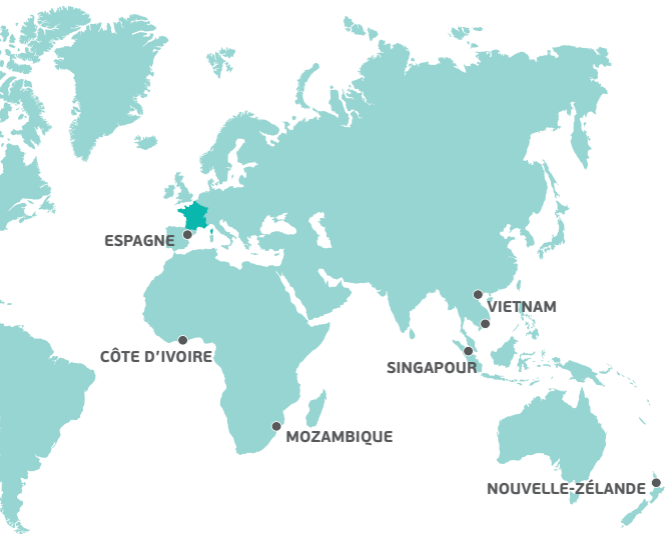 ESPAGNE
VIETNAM
CÔTE D'IVOIRE
SINGAPOUR
MOZAMBIQUE
NOUVELLE-ZÉLANDE